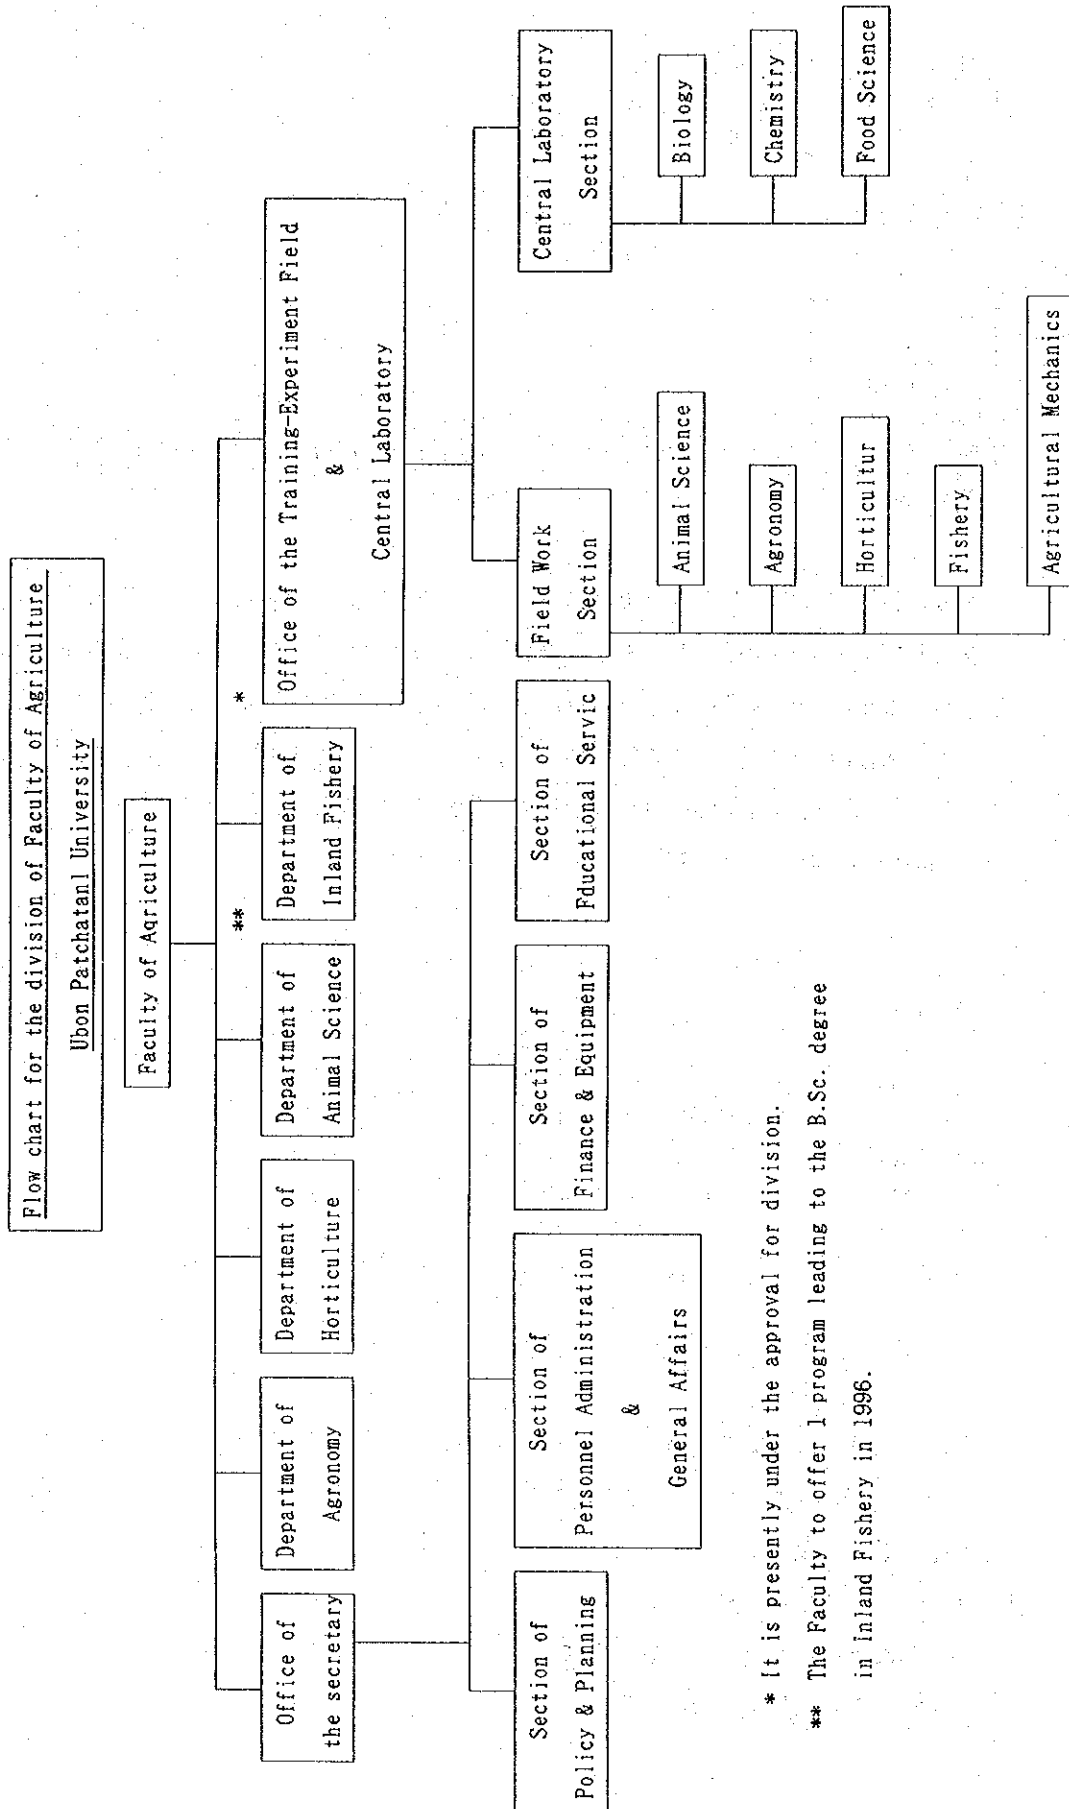 Flow chart for the division of Faculty of Agriculture
Ubon Patchatanl University
Faculty of Aqriculture
Office of
the secretary
Department of
Agronomy
Department of
Horticulture
Department of
Animal Science
**
Department of
Inland Fishery
*
Office of the Training-Experiment Field
&
Central Laboratory
Section of
Policy & Planning
Section of
Personnel Administration
&
General Affairs
Section of
Finance & Equipment
Section of
Fducational Servic
Field Work
Section
Animal Science
Agronomy
Horticultur
Fishery
Agricultural Mechanics
Central Laboratory
Section
Biology
Chemistry
Food Science
* It is presently under the approval for division.
** The Faculty to offer 1 program leading to the B.Sc. degree
in Inland Fishery in 1996.